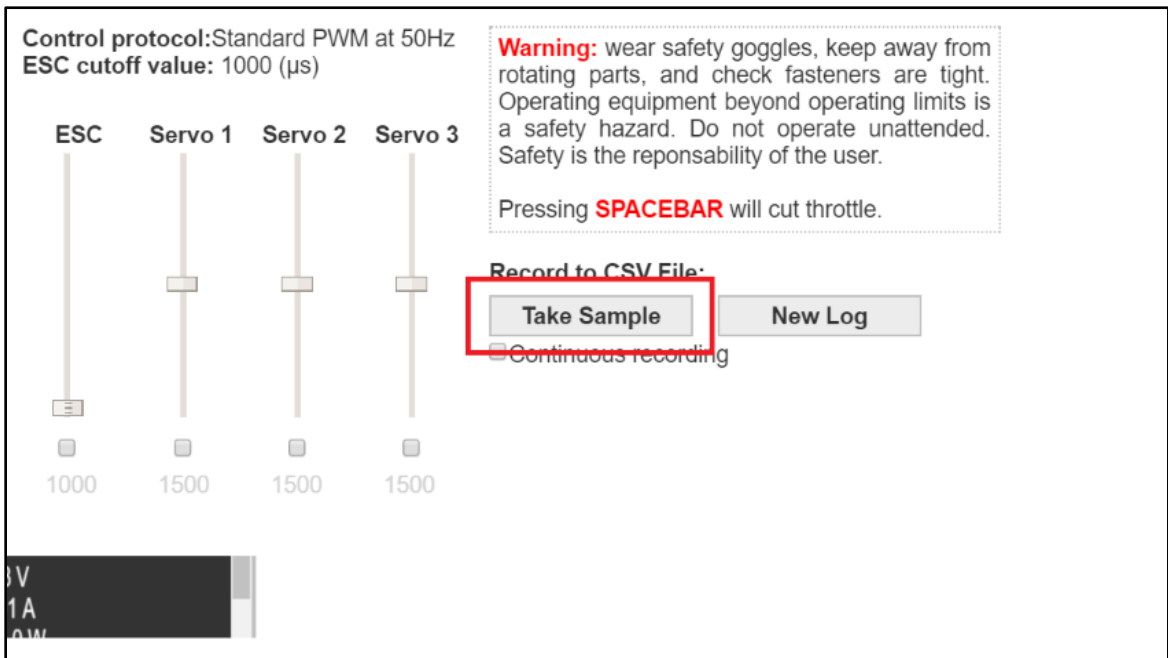 Control protocol:Standard PWM at 50Hz
ESC cutoff value: 1000 (µs)
ESC Servo 1 Servo 2 Servo 3
1000 1500 1500 1500
Warning: wear safety goggles, keep away from
rotating parts, and check fasteners are tight.
Operating equipment beyond operating limits is
a safety hazard. Do not operate unattended.
Safety is the reponsability of the user.
Pressing SPACEBAR will cut throttle.
Record to CSV File:
Take Sample New Log
Continuous recording
V
1 A
W